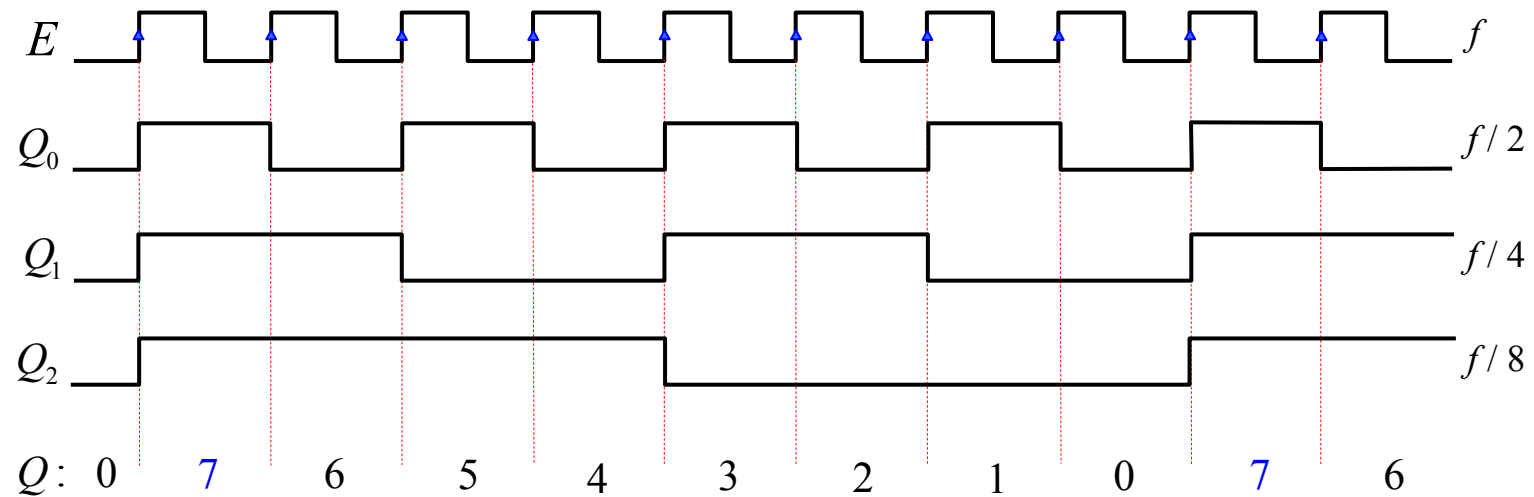 E f
Q₀ f / 2
Q₁ f / 4
Q₂ f / 8
Q: 0 7 6 5 4 3 2 1 0 7 6